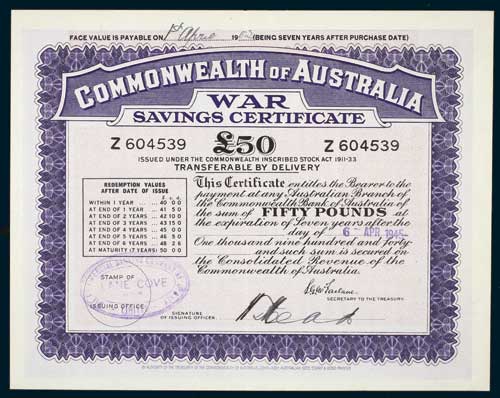 FACE VALUE IS PAYABLE ON 1st April 19 (BEING SEVEN YEARS AFTER PURCHASE DATE)
COMMONWEALTH OF AUSTRALIA
WAR
SAVINGS CERTIFICATE
Z 604539 £50 Z 604539
ISSUED UNDER THE COMMONWEALTH INSCRIBED STOCK ACT 1911-33
TRANSFERABLE BY DELIVERY
REDEMPTION VALUES
AFTER DATE OF ISSUE
£ s. d.
WITHIN 1 YEAR ... 40 0 0
AT END OF 1 YEAR ... 41 5 0
AT END OF 2 YEARS ... 42 10 0
AT END OF 3 YEARS ... 43 15 0
AT END OF 4 YEARS ... 45 0 0
AT END OF 5 YEARS ... 46 5 0
AT END OF 6 YEARS ... 48 2 6
AT MATURITY (7 YEARS) 50 0 0
This Certificate entitles the Bearer to the
payment at any Australian Branch of
the Commonwealth Bank of Australia of
the sum of FIFTY POUNDS at
the expiration of Seven years after the
day of 6 - APR 1945
One thousand nine hundred and forty-
and such sum is secured on
the Consolidated Revenue of the
Commonwealth of Australia.
STAMP OF
LANE COVE
ISSUING OFFICE
SECRETARY TO THE TREASURY.
SIGNATURE
OF ISSUING OFFICER.